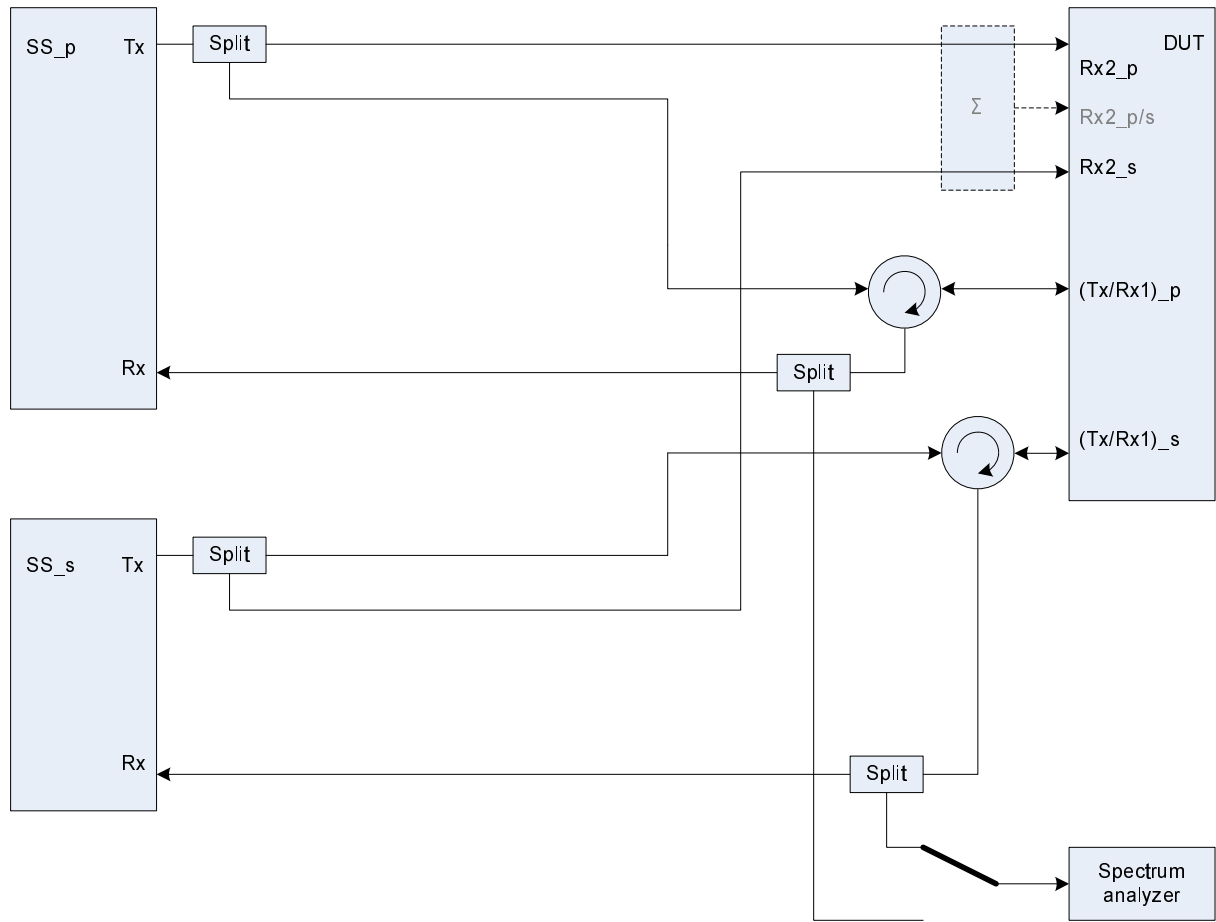 SS_p
Tx
Split
Σ
DUT
Rx2_p
Rx2_p/s
Rx2_s
(Tx/Rx1)_p
Rx
Split
(Tx/Rx1)_s
SS_s
Tx
Split
Rx
Split
Spectrum
analyzer